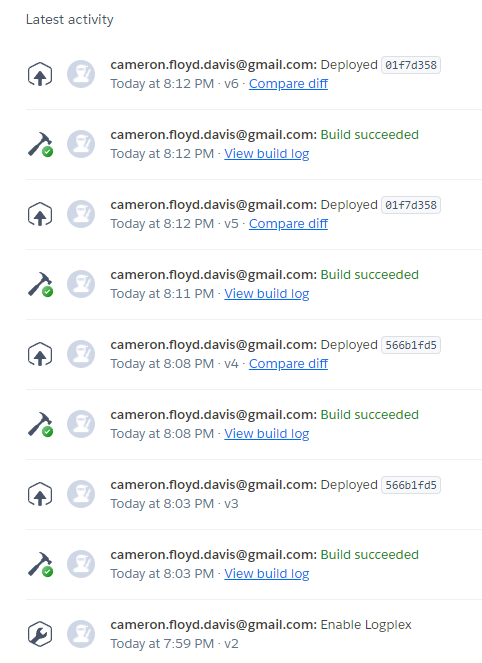 Latest activity
cameron.floyd.davis@gmail.com: Deployed 01f7d358
Today at 8:12 PM · v6 · Compare diff
cameron.floyd.davis@gmail.com: Build succeeded
Today at 8:12 PM · View build log
cameron.floyd.davis@gmail.com: Deployed 01f7d358
Today at 8:12 PM · v5 · Compare diff
cameron.floyd.davis@gmail.com: Build succeeded
Today at 8:11 PM · View build log
cameron.floyd.davis@gmail.com: Deployed 566b1fd5
Today at 8:08 PM · v4 · Compare diff
cameron.floyd.davis@gmail.com: Build succeeded
Today at 8:08 PM · View build log
cameron.floyd.davis@gmail.com: Deployed 566b1fd5
Today at 8:03 PM · v3
cameron.floyd.davis@gmail.com: Build succeeded
Today at 8:03 PM · View build log
cameron.floyd.davis@gmail.com: Enable Logplex
Today at 7:59 PM · v2